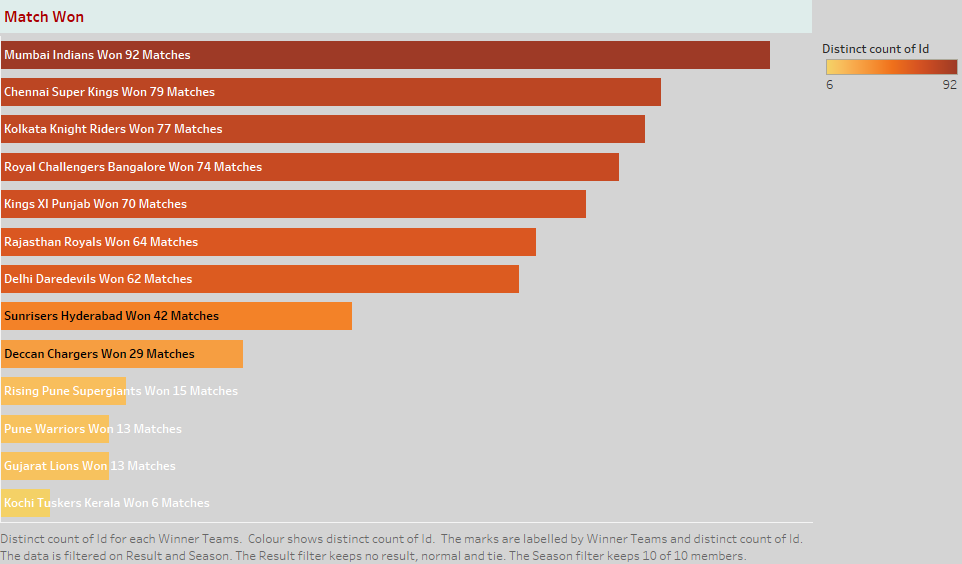 Match Won
Mumbai Indians Won 92 Matches
Chennai Super Kings Won 79 Matches
Kolkata Knight Riders Won 77 Matches
Royal Challengers Bangalore Won 74 Matches
Kings XI Punjab Won 70 Matches
Rajasthan Royals Won 64 Matches
Delhi Daredevils Won 62 Matches
Sunrisers Hyderabad Won 42 Matches
Deccan Chargers Won 29 Matches
Rising Pune Supergiants Won 15 Matches
Pune Warriors Won 13 Matches
Gujarat Lions Won 13 Matches
Kochi Tuskers Kerala Won 6 Matches
Distinct count of Id
6 92
Distinct count of Id for each Winner Teams. Colour shows distinct count of Id. The marks are labelled by Winner Teams and distinct count of Id.
The data is filtered on Result and Season. The Result filter keeps no result, normal and tie. The Season filter keeps 10 of 10 members.